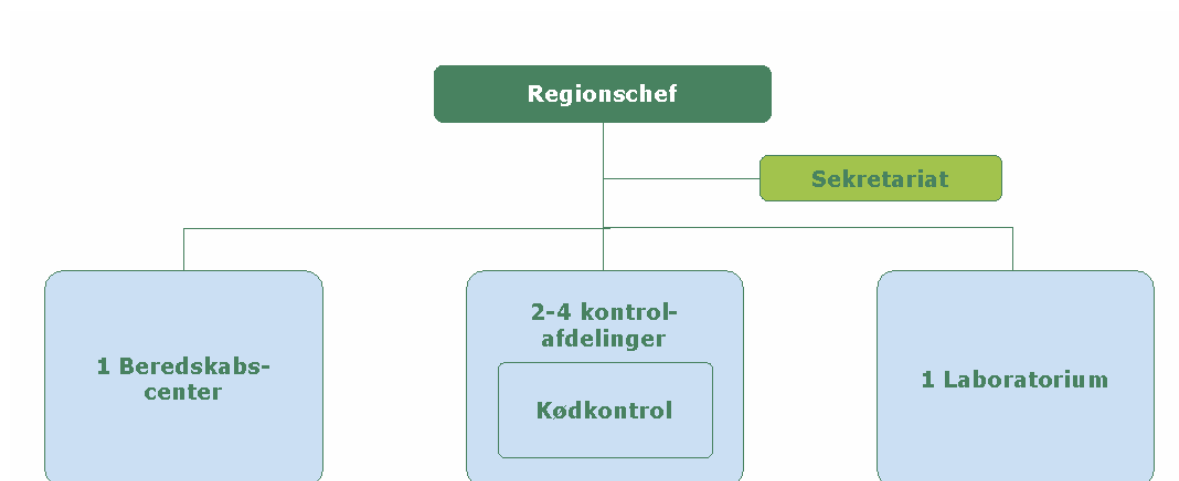 Regionschef
Sekretariat
1 Beredskabs-
center
2-4 kontrol-
afdelinger
Kødkontrol
1 Laboratorium